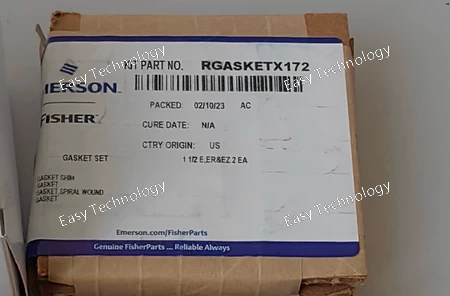 Easy Technology
KIT PART NO. RGASKETX172
EMERSON
PACKED: 02/10/23 AC
FISHER
CURE DATE: N/A
CTRY ORIGIN: US
GASKET SET
1 1/2 E,ER&EZ 2 EA
GASKET,SHIM
GASKET
GASKET,SPIRAL WOUND
GASKET
Easy Technology
Easy Technology
Easy Technology
Emerson.com/FisherParts
Genuine FisherParts ... Reliable Always